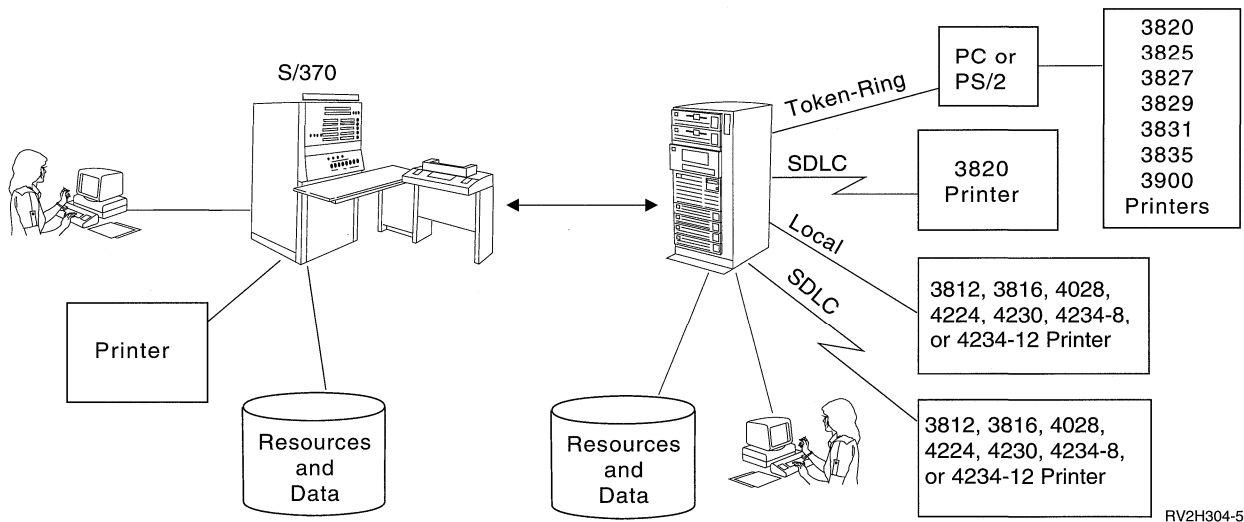 S/370
Printer
Resources
and
Data
Resources
and
Data
Token-Ring
SDLC
Local
SDLC
PC or
PS/2
3820
3825
3827
3829
3831
3835
3900
Printers
3820
Printer
3812, 3816, 4028,
4224, 4230, 4234-8,
or 4234-12 Printer
3812, 3816, 4028,
4224, 4230, 4234-8,
or 4234-12 Printer
RV2H304-5